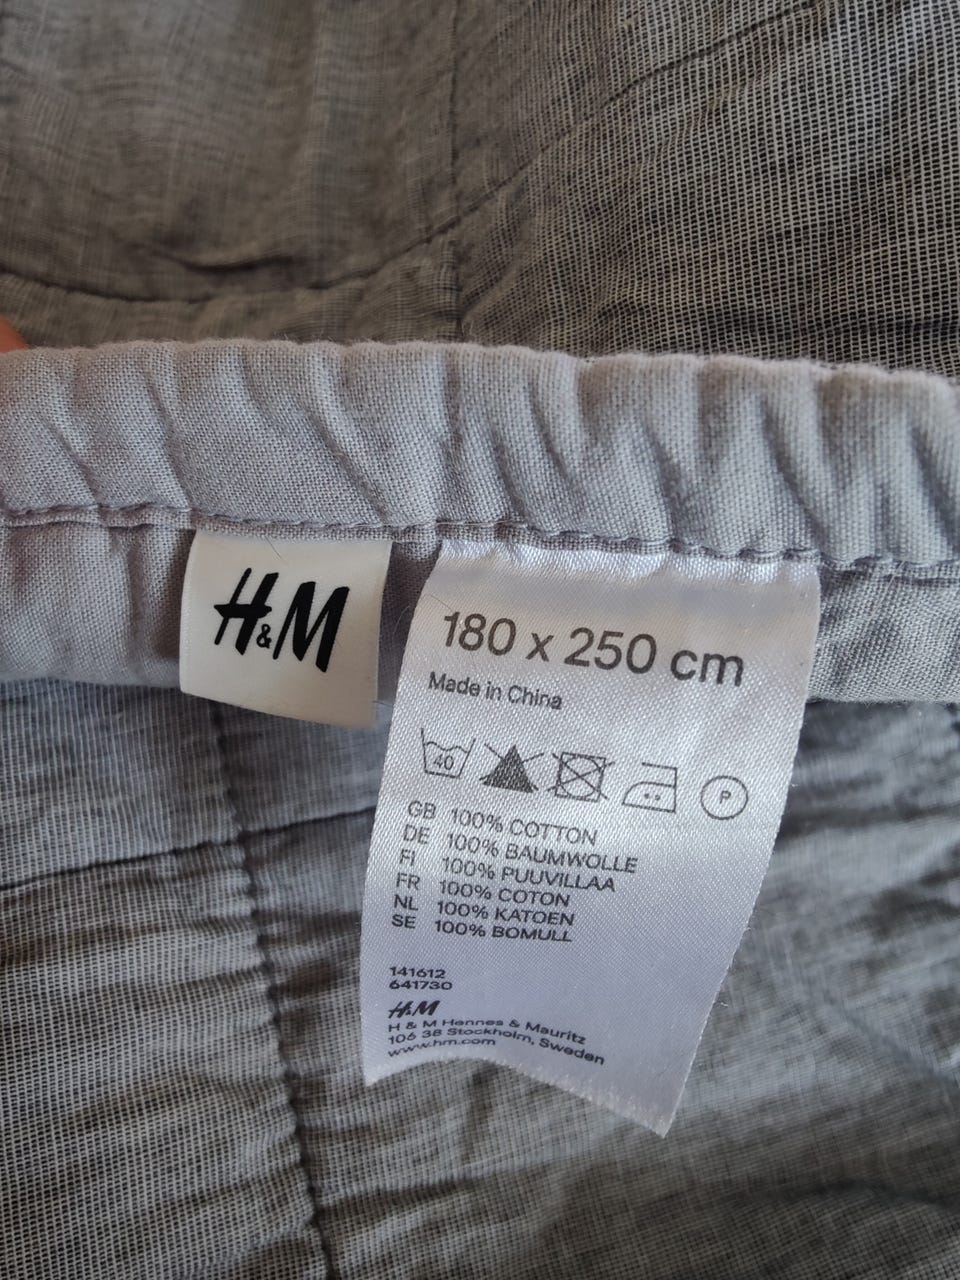 H&M
180 x 250 cm
Made in China
40 P
GB 100% COTTON
DE 100% BAUMWOLLE
FI 100% PUUVILLAA
FR 100% COTON
NL 100% KATOEN
SE 100% BOMULL
141612
641730
H&M
H & M Hennes & Mauritz
106 38 Stockholm, Sweden
www.hm.com